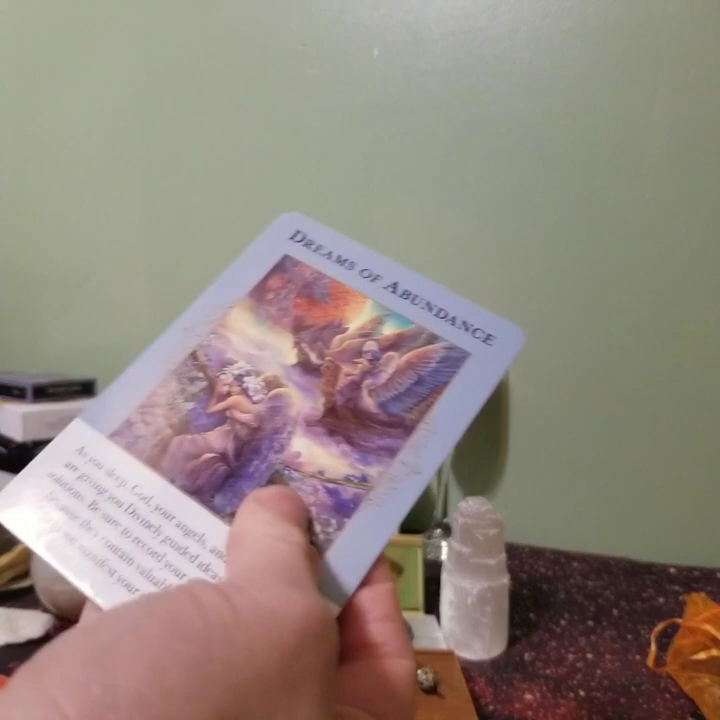 DREAMS OF ABUNDANCE
As you sleep, God, your angels, and
are giving you Divinely guided ideas
solutions. Be sure to record your
because they contain valuable
manifest your